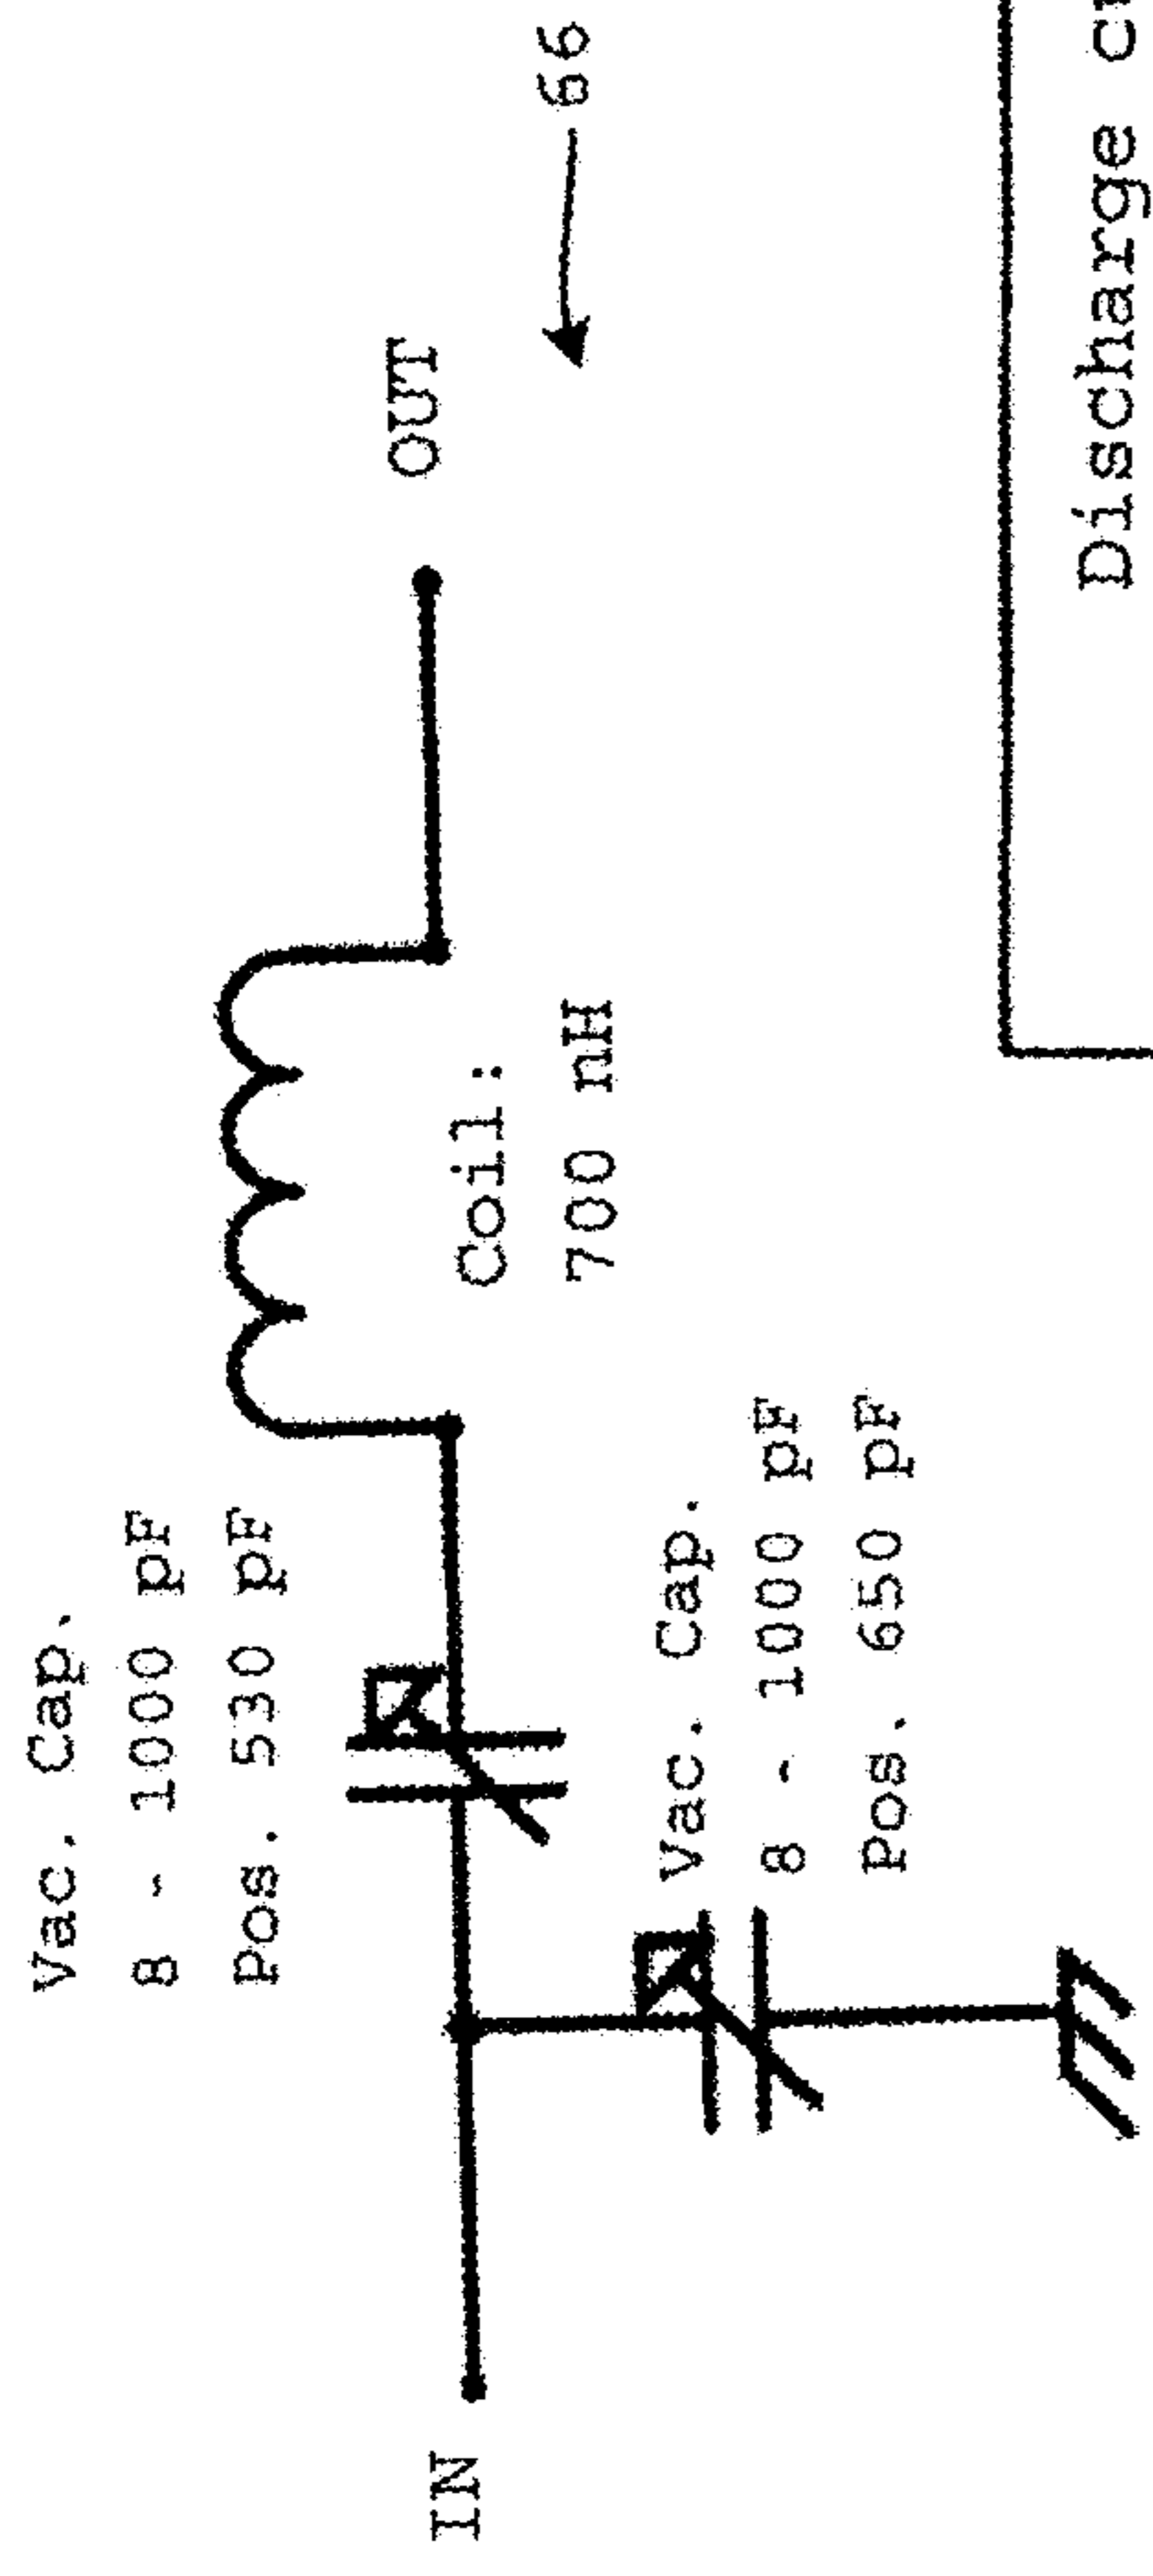 Vac. Cap.
8 - 1000 pF
Pos. 530 pF
IN
OUT
Coil:
700 nH
66
Vac. Cap.
8 - 1000 pF
Pos. 650 pF
Discharge